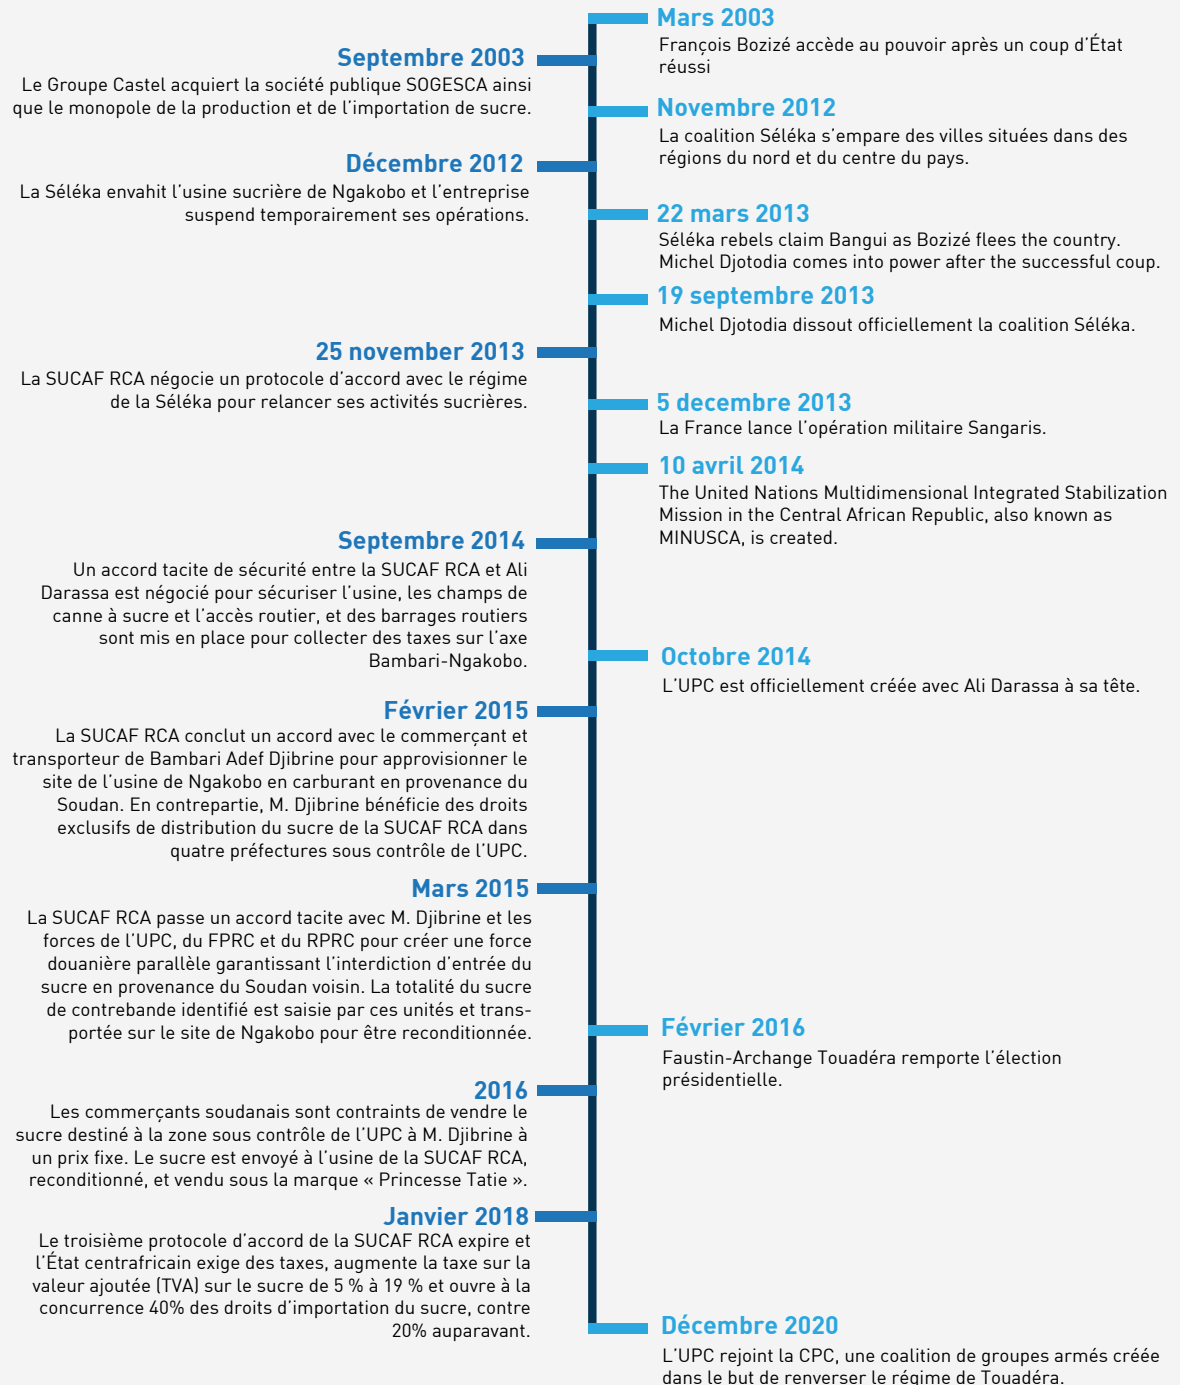 Mars 2003
François Bozizé accède au pouvoir après un coup d’État
réussi
Septembre 2003
Le Groupe Castel acquiert la société publique SOGESCA ainsi
que le monopole de la production et de l’importation de sucre.
Novembre 2012
La coalition Séléka s’empare des villes situées dans des
régions du nord et du centre du pays.
Décembre 2012
La Séléka envahit l’usine sucrière de Ngakobo et l’entreprise
suspend temporairement ses opérations.
22 mars 2013
Séléka rebels claim Bangui as Bozizé flees the country.
Michel Djotodia comes into power after the successful coup.
19 septembre 2013
Michel Djotodia dissout officiellement la coalition Séléka.
25 november 2013
La SUCAF RCA négocie un protocole d’accord avec le régime
de la Séléka pour relancer ses activités sucrières.
5 decembre 2013
La France lance l’opération militaire Sangaris.
10 avril 2014
The United Nations Multidimensional Integrated Stabilization
Mission in the Central African Republic, also known as
MINUSCA, is created.
Septembre 2014
Un accord tacite de sécurité entre la SUCAF RCA et Ali
Darassa est négocié pour sécuriser l’usine, les champs de
canne à sucre et l’accès routier, et des barrages routiers
sont mis en place pour collecter des taxes sur l’axe
Bambari-Ngakobo.
Octobre 2014
L’UPC est officiellement créée avec Ali Darassa à sa tête.
Février 2015
La SUCAF RCA conclut un accord avec le commerçant et
transporteur de Bambari Adef Djibrine pour approvisionner le
site de l’usine de Ngakobo en carburant en provenance du
Soudan. En contrepartie, M. Djibrine bénéficie des droits
exclusifs de distribution du sucre de la SUCAF RCA dans
quatre préfectures sous contrôle de l’UPC.
Mars 2015
La SUCAF RCA passe un accord tacite avec M. Djibrine et les
forces de l’UPC, du FPRC et du RPRC pour créer une force
douanière parallèle garantissant l’interdiction d’entrée du
sucre en provenance du Soudan voisin. La totalité du sucre
de contrebande identifié est saisie par ces unités et trans-
portée sur le site de Ngakobo pour être reconditionnée.
Février 2016
Faustin-Archange Touadéra remporte l’élection
présidentielle.
2016
Les commerçants soudanais sont contraints de vendre le
sucre destiné à la zone sous contrôle de l’UPC à M. Djibrine à
un prix fixe. Le sucre est envoyé à l’usine de la SUCAF RCA,
reconditionné, et vendu sous la marque « Princesse Tatie ».
Janvier 2018
Le troisième protocole d’accord de la SUCAF RCA expire et
l’État centrafricain exige des taxes, augmente la taxe sur la
valeur ajoutée (TVA) sur le sucre de 5 % à 19 % et ouvre à la
concurrence 40% des droits d’importation du sucre, contre
20% auparavant.
Décembre 2020
L’UPC rejoint la CPC, une coalition de groupes armés créée
dans le but de renverser le régime de Touadéra.